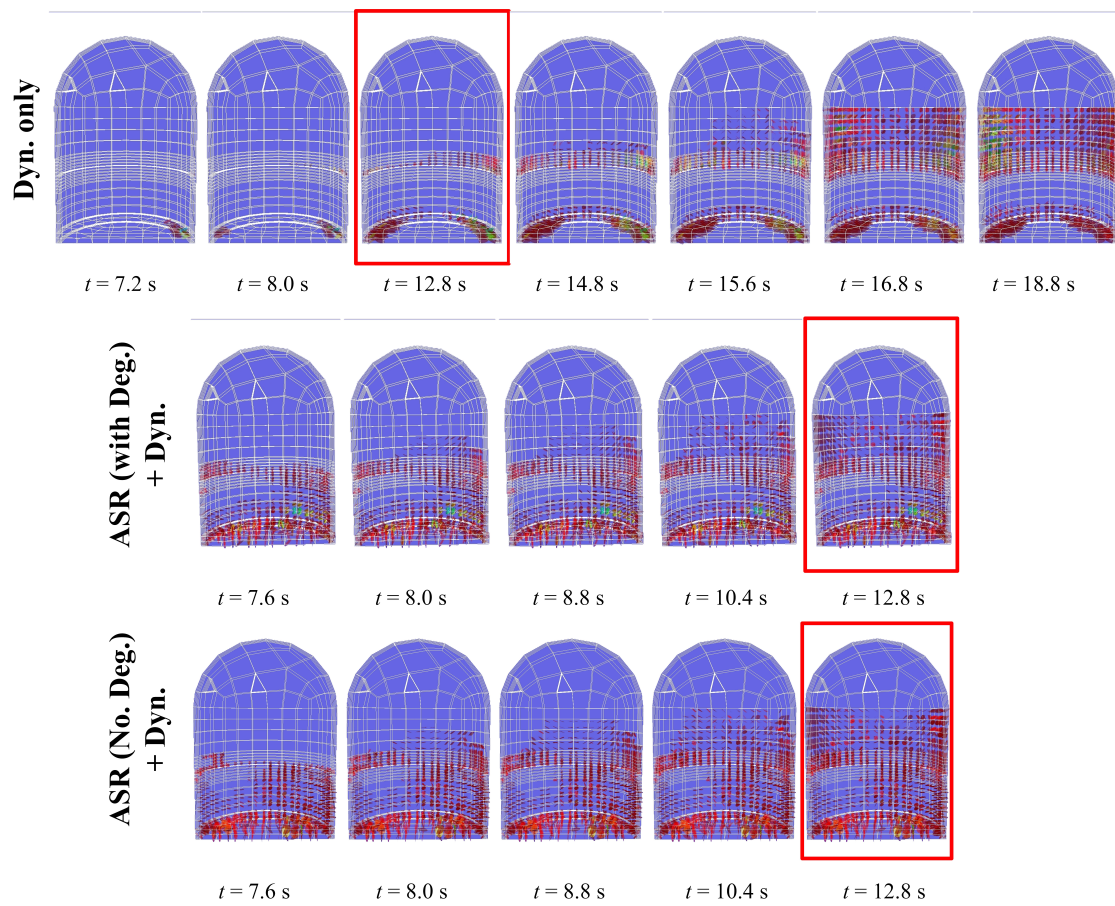 Dyn. only
t = 7.2 s
t = 8.0 s
t = 12.8 s
t = 14.8 s
t = 15.6 s
t = 16.8 s
t = 18.8 s
ASR (with Deg.)
+ Dyn.
t = 7.6 s
t = 8.0 s
t = 8.8 s
t = 10.4 s
t = 12.8 s
ASR (No. Deg.)
+ Dyn.
t = 7.6 s
t = 8.0 s
t = 8.8 s
t = 10.4 s
t = 12.8 s